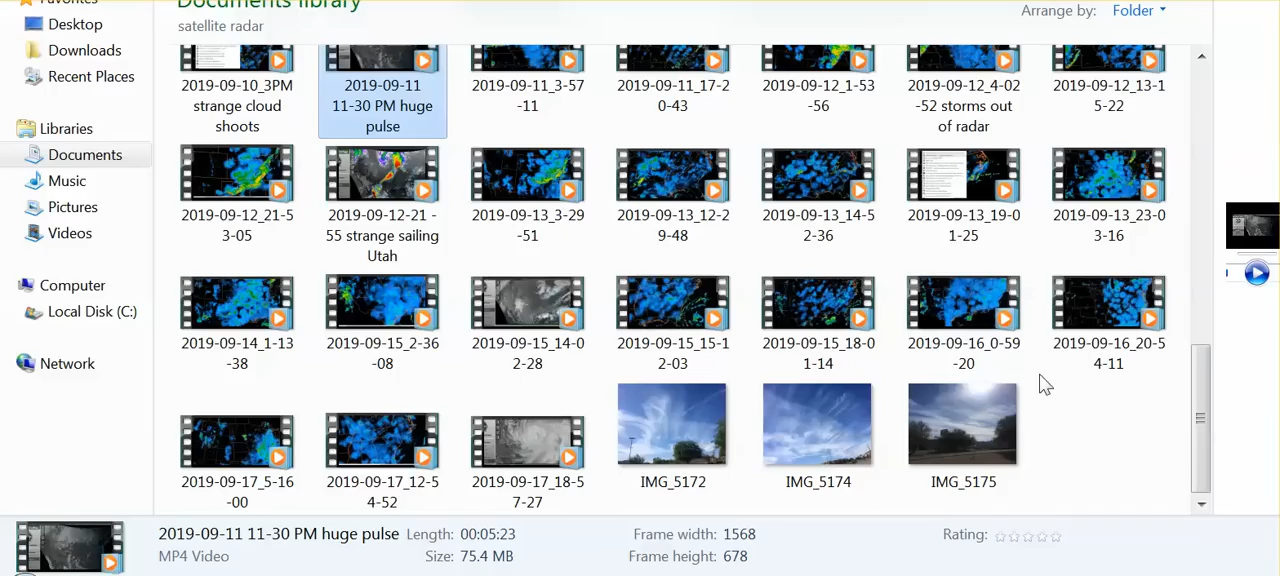 Favorites
Desktop
Downloads
Recent Places
Libraries
Documents
Music
Pictures
Videos
Computer
Local Disk (C:)
Network
Documents library
satellite radar
Arrange by: Folder
2019-09-10_3PM
strange cloud
shoots
2019-09-11
11-30 PM huge
pulse
2019-09-11_3-57
-11
2019-09-11_17-2
0-43
2019-09-12_1-53
-56
2019-09-12_4-02
-52 storms out
of radar
2019-09-12_13-1
5-22
2019-09-12_21-5
3-05
2019-09-12-21 -
55 strange sailing
Utah
2019-09-13_3-29
-51
2019-09-13_12-2
9-48
2019-09-13_14-5
2-36
2019-09-13_19-0
1-25
2019-09-13_23-0
3-16
2019-09-14_1-13
-38
2019-09-15_2-36
-08
2019-09-15_14-0
2-28
2019-09-15_15-1
2-03
2019-09-15_18-0
1-14
2019-09-16_0-59
-20
2019-09-16_20-5
4-11
2019-09-17_5-16
-00
2019-09-17_12-5
4-52
2019-09-17_18-5
7-27
IMG_5172
IMG_5174
IMG_5175
2019-09-11 11-30 PM huge pulse Length: 00:05:23 Frame width: 1568 Rating:
MP4 Video Size: 75.4 MB Frame height: 678